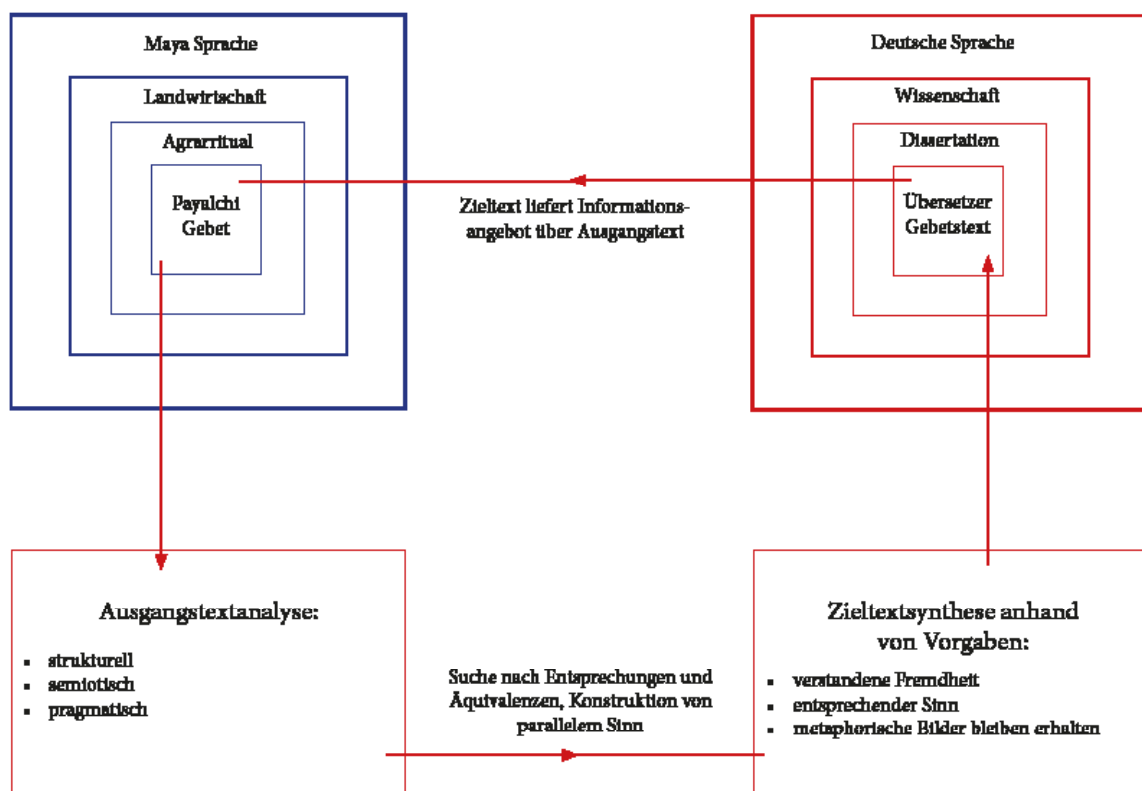 Maya Sprache
Landwirtschaft
Agrarritual
Payalchi
Gebet
Deutsche Sprache
Wissenschaft
Dissertation
Übersetzer
Gebetstext
Zieltext liefert Informations-
angebot über Ausgangstext
Ausgangstextanalyse:
▪ strukturell
▪ semiotisch
▪ pragmatisch
Suche nach Entsprechungen und
Äquivalenzen, Konstruktion von
parallelem Sinn
Zieltextsynthese anhand
von Vorgaben:
▪ verstandene Fremdheit
▪ entsprechender Sinn
▪ metaphorische Bilder bleiben erhalten